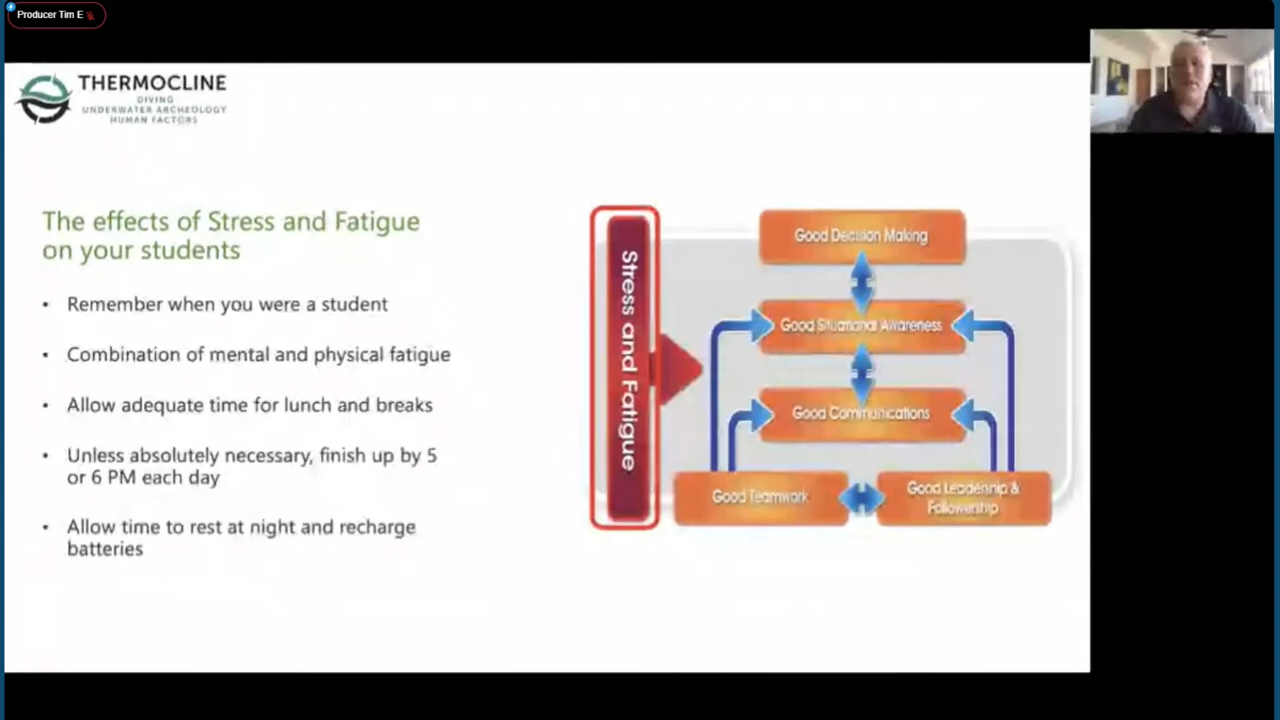 Producer Tim E
THERMOCLINE
DIVING
UNDERWATER ARCHEOLOGY
HUMAN FACTORS
The effects of Stress and Fatigue
on your students
• Remember when you were a student
• Combination of mental and physical fatigue
• Allow adequate time for lunch and breaks
• Unless absolutely necessary, finish up by 5
or 6 PM each day
• Allow time to rest at night and recharge
batteries
Stress and Fatigue
Good Decision Making
Good Situational Awareness
Good Communications
Good Teamwork
Good Leadership &
Followership